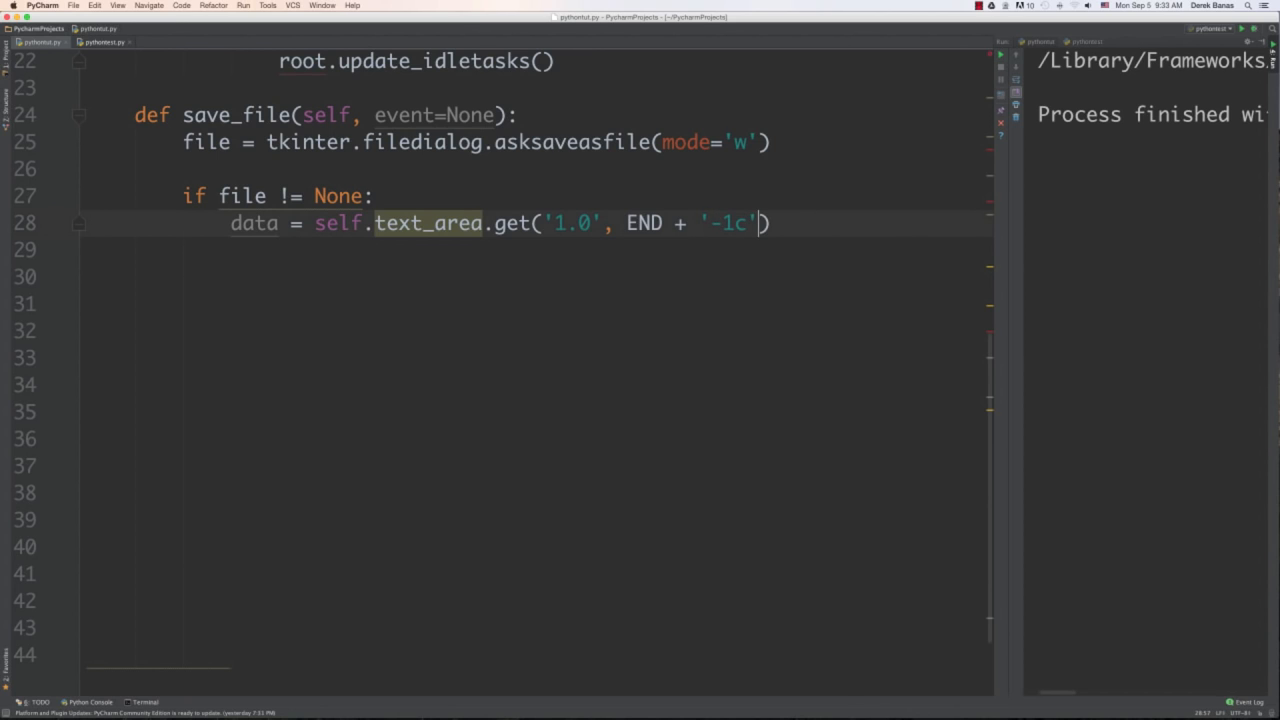 PyCharm File Edit View Navigate Code Refactor Run Tools VCS Window Help 10 Mon Sep 5 9:33 AM Derek Banas
pythontut.py - PycharmProjects - [~/PycharmProjects]
PycharmProjects pythontut.py pythontest
pythontut.py pythontest.py Run: pythontut pythontest
1: Project
Structure
22 root.update_idletasks()
23
24 def save_file(self, event=None):
25 file = tkinter.filedialog.asksaveasfile(mode='w')
26
27 if file != None:
28 data = self.text_area.get('1.0', END + '-1c')
29
30
31
32
33
34
35
36
37
38
39
40
41
42
43
44
/Library/Frameworks
Process finished wi
Run
2: Favorites
6: TODO Python Console Terminal Event Log
Platform and Plugin Updates: PyCharm Community Edition is ready to update. (yesterday 7:51 PM) 28:57 LF: UTF-8: